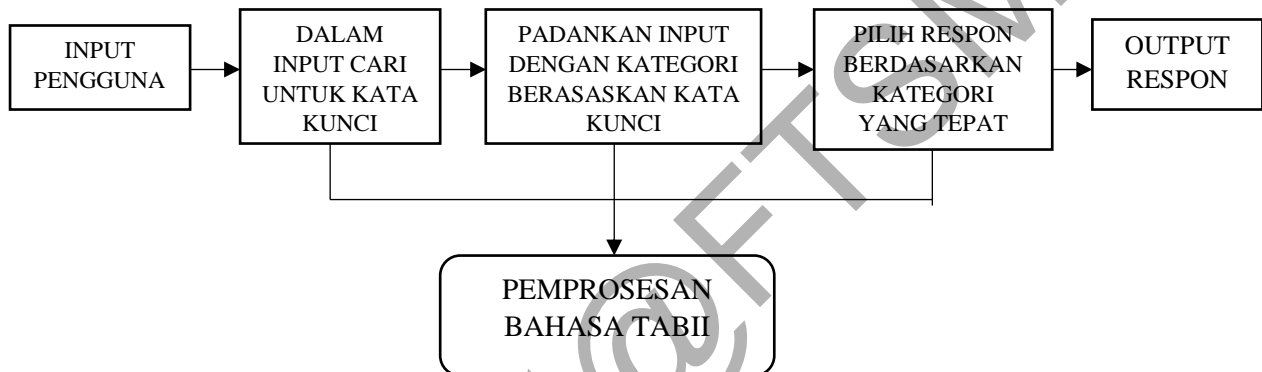 INPUT
PENGGUNA
DALAM
INPUT CARI
UNTUK KATA
KUNCI
PADANKAN INPUT
DENGAN KATEGORI
BERASASKAN KATA
KUNCI
PILIH RESPON
BERDASARKAN
KATEGORI
YANG TEPAT
OUTPUT
RESPON
PEMPROSESAN
BAHASA TABII
@FTSM